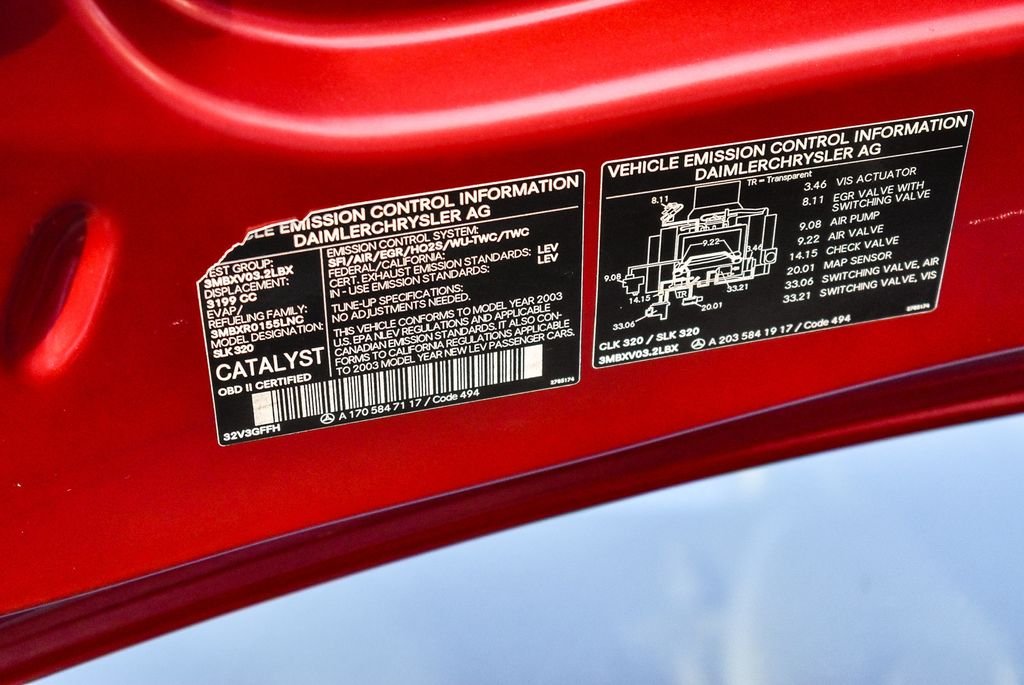 CLE EMISSION CONTROL INFORMATION
DAIMLERCHRYSLER AG
EST GROUP:
3MBXV03.2LBX
DISPLACEMENT:
3199 CC
EVAP/
REFUELING FAMILY:
3MBXR0155LNC
MODEL DESIGNATION:
SLK 320
CATALYST
OBD II CERTIFIED
EMISSION CONTROL SYSTEM:
SFI/AIR/EGR/HO2S/WU-TWC/TWC
FEDERAL/CALIFORNIA:
CERT. EXHAUST EMISSION STANDARDS: LEV
IN - USE EMISSION STANDARDS: LEV
TUNE-UP SPECIFICATIONS:
NO ADJUSTMENTS NEEDED.
THIS VEHICLE CONFORMS TO MODEL YEAR 2003
U.S. EPA NLEV REGULATIONS AND APPLICABLE
CANADIAN EMISSION STANDARDS. IT ALSO CON-
FORMS TO CALIFORNIA REGULATIONS APPLICABLE
TO 2003 MODEL YEAR NEW LEV PASSENGER CARS.
32V3GFFH
A 170 584 71 17 / Code 494
2785174
VEHICLE EMISSION CONTROL INFORMATION
DAIMLERCHRYSLER AG
TR = Transparent
8.11
9.22
3.46
9.08
14.15
TR
33.21
20.01
33.06
3.46 VIS ACTUATOR
8.11 EGR VALVE WITH
SWITCHING VALVE
9.08 AIR PUMP
9.22 AIR VALVE
14.15 CHECK VALVE
20.01 MAP SENSOR
33.06 SWITCHING VALVE, AIR
33.21 SWITCHING VALVE, VIS
CLK 320 / SLK 320
3MBXV03.2LBX
A 203 584 19 17 / Code 494
2785174